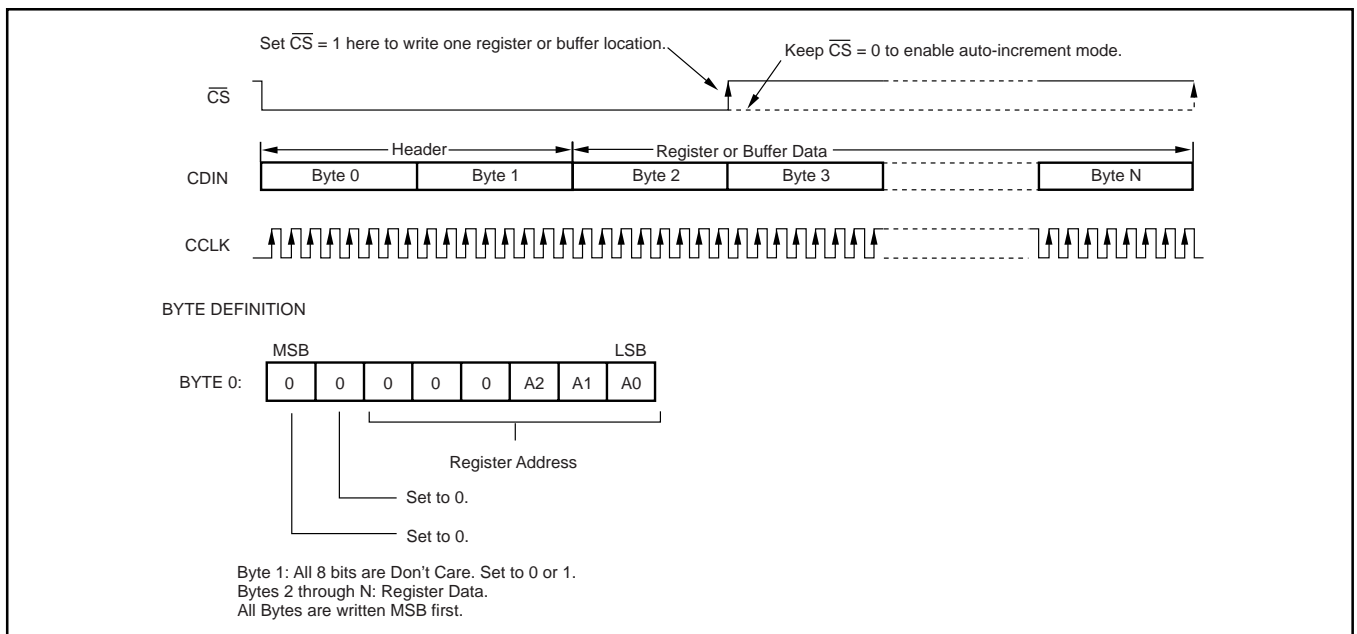 Set C̅S̅ = 1 here to write one register or buffer location.
Keep C̅S̅ = 0 to enable auto-increment mode.
C̅S̅
Header
Register or Buffer Data
CDIN
Byte 0
Byte 1
Byte 2
Byte 3
Byte N
CCLK
BYTE DEFINITION
MSB
LSB
BYTE 0:
0 0 0 0 0 A2 A1 A0
Register Address
Set to 0.
Set to 0.
Byte 1: All 8 bits are Don't Care. Set to 0 or 1.
Bytes 2 through N: Register Data.
All Bytes are written MSB first.